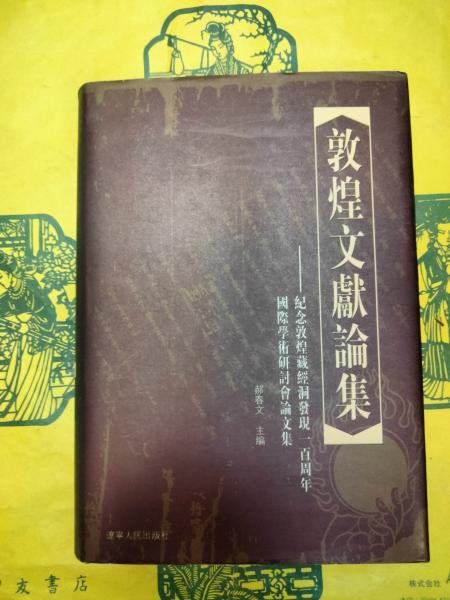 敦煌文獻論集
——紀念敦煌藏經洞發現一百周年
國際學術研討會論文集
郝春文 主編
遼寧人民出版社
友書店
株式会社